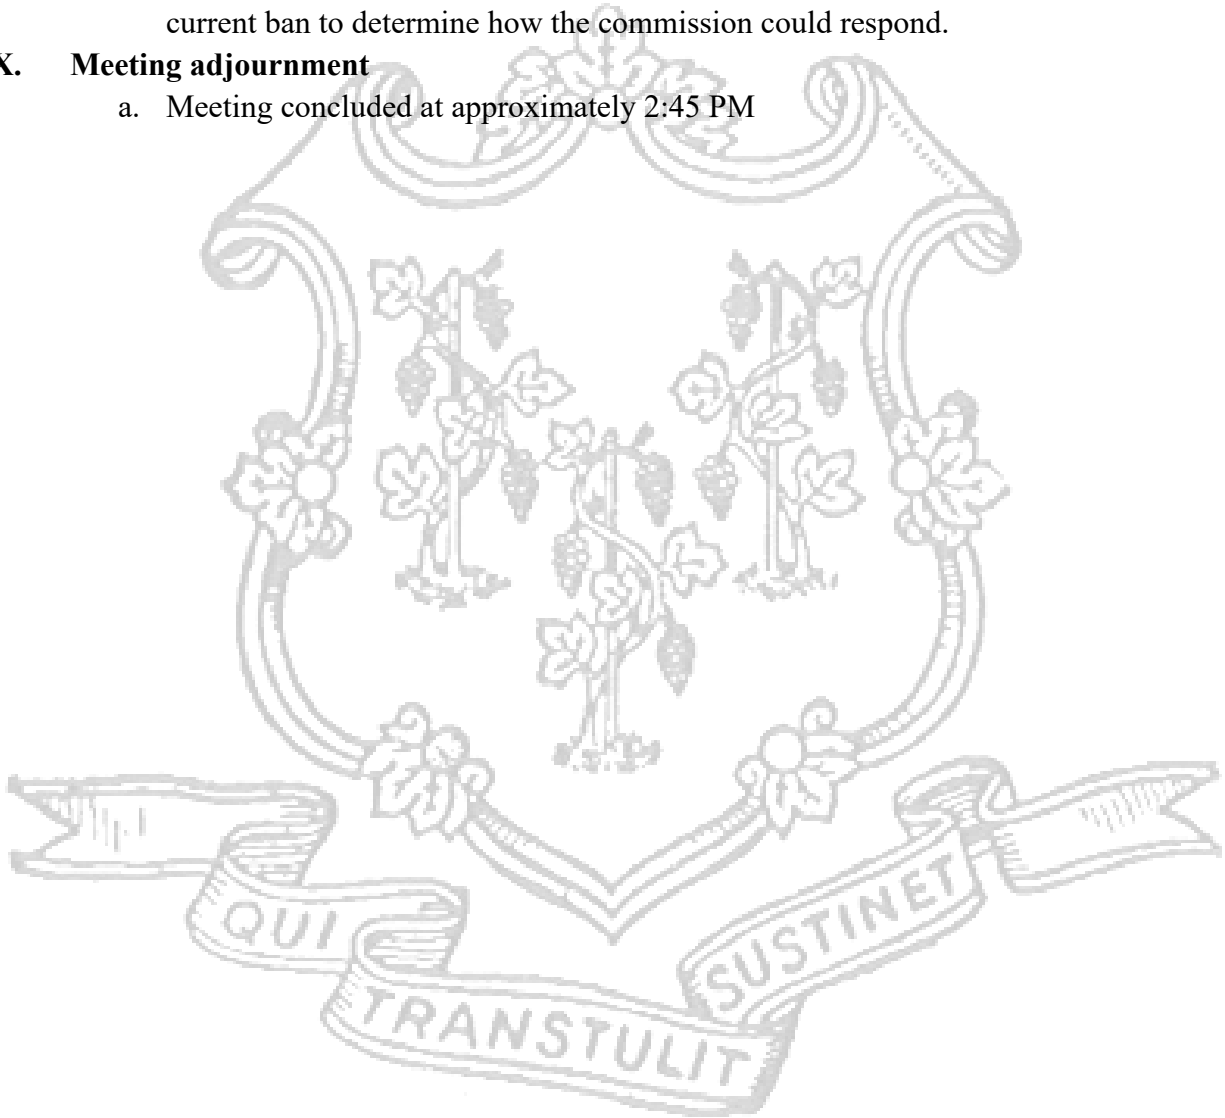 current ban to determine how the commission could respond.
X. Meeting adjournment
a. Meeting concluded at approximately 2:45 PM
QUI
TRANSTULIT
SUSTINET